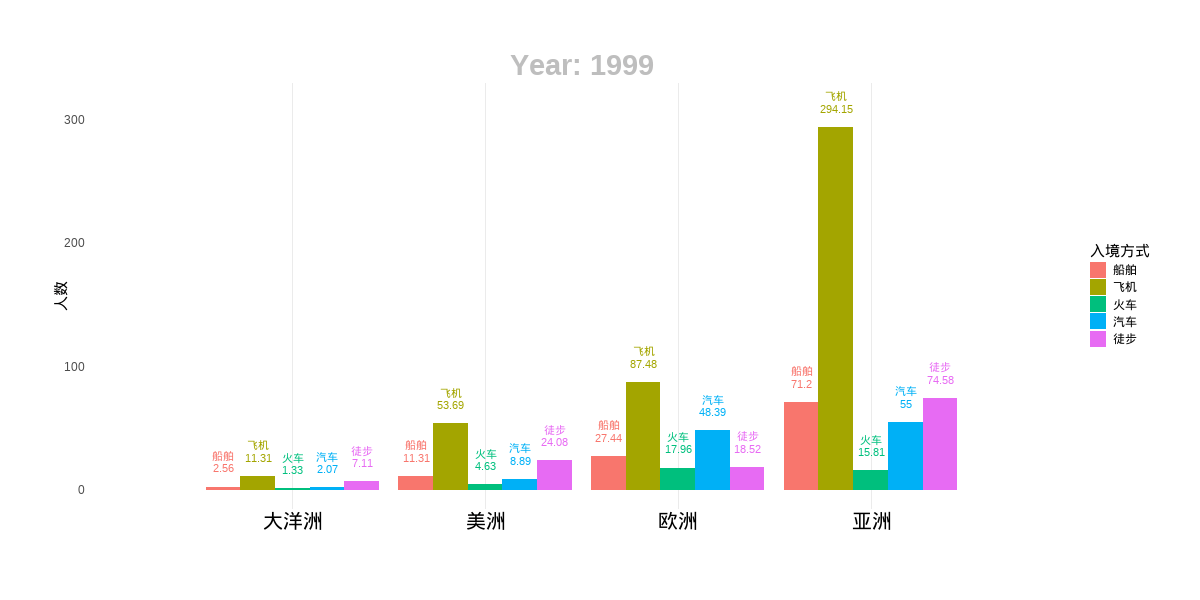 Year: 1999
人数
300
200
100
0
船舶
2.56
飞机
11.31
火车
1.33
汽车
2.07
徒步
7.11
船舶
11.31
飞机
53.69
火车
4.63
汽车
8.89
徒步
24.08
船舶
27.44
飞机
87.48
火车
17.96
汽车
48.39
徒步
18.52
船舶
71.2
飞机
294.15
火车
15.81
汽车
55
徒步
74.58
大洋洲
美洲
欧洲
亚洲
入境方式
船舶
飞机
火车
汽车
徒步